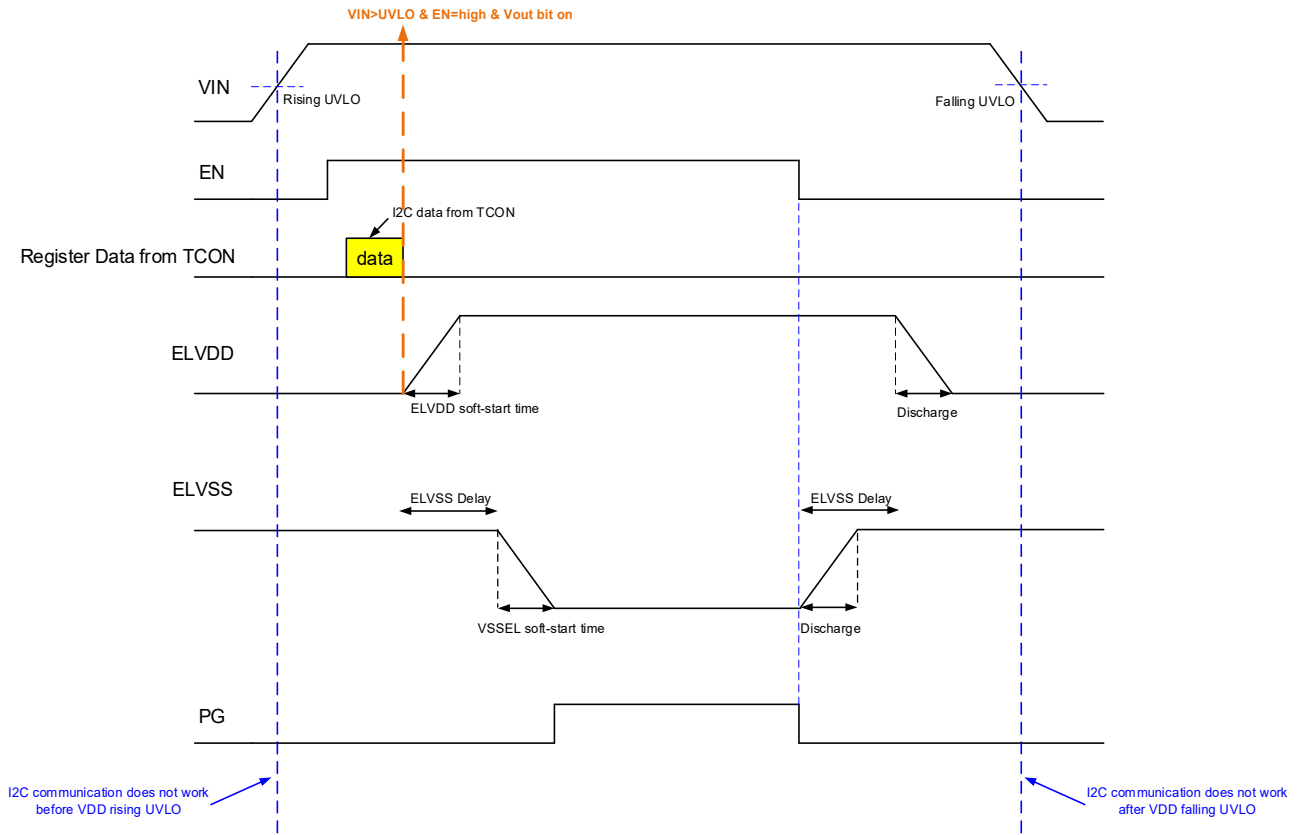 VIN>UVLO & EN=high & Vout bit on
VIN
Rising UVLO
Falling UVLO
EN
I2C data from TCON
Register Data from TCON
data
ELVDD
ELVDD soft-start time
Discharge
ELVSS
ELVSS Delay
ELVSS Delay
VSSEL soft-start time
Discharge
PG
I2C communication does not work
before VDD rising UVLO
I2C communication does not work
after VDD falling UVLO